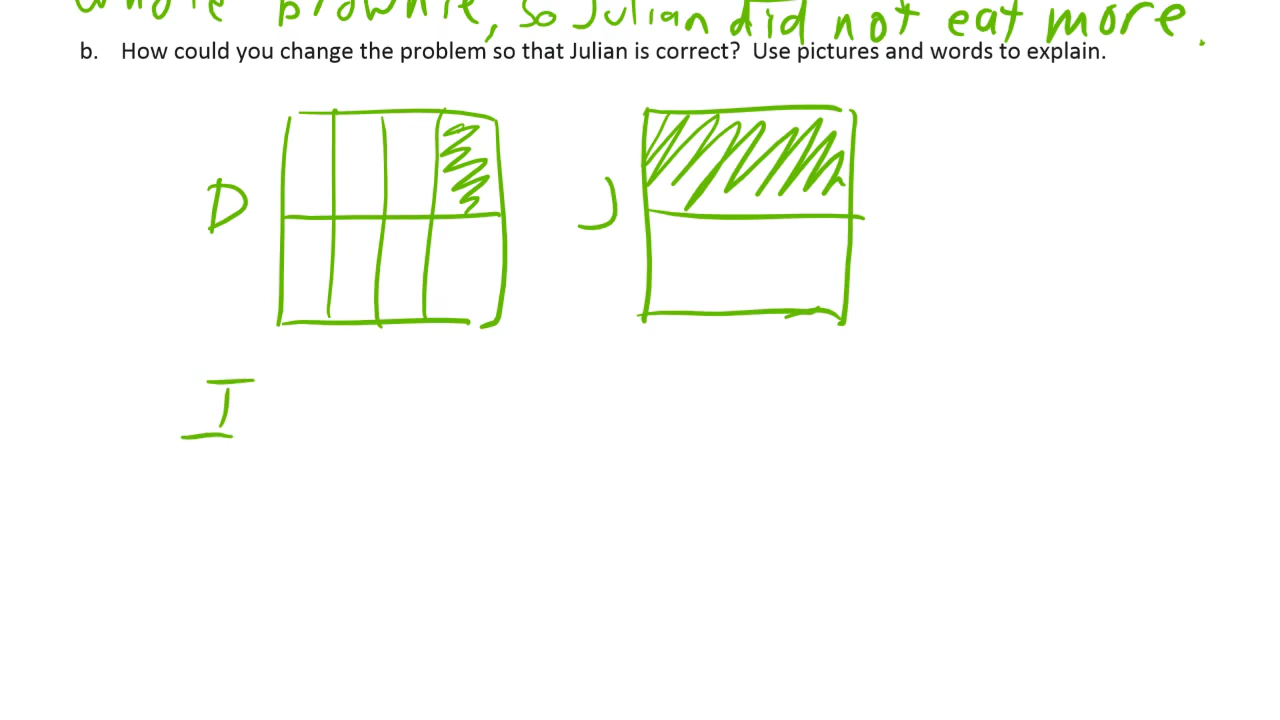 whole brownie, so Julian did not eat more.
b. How could you change the problem so that Julian is correct? Use pictures and words to explain.
D J
I